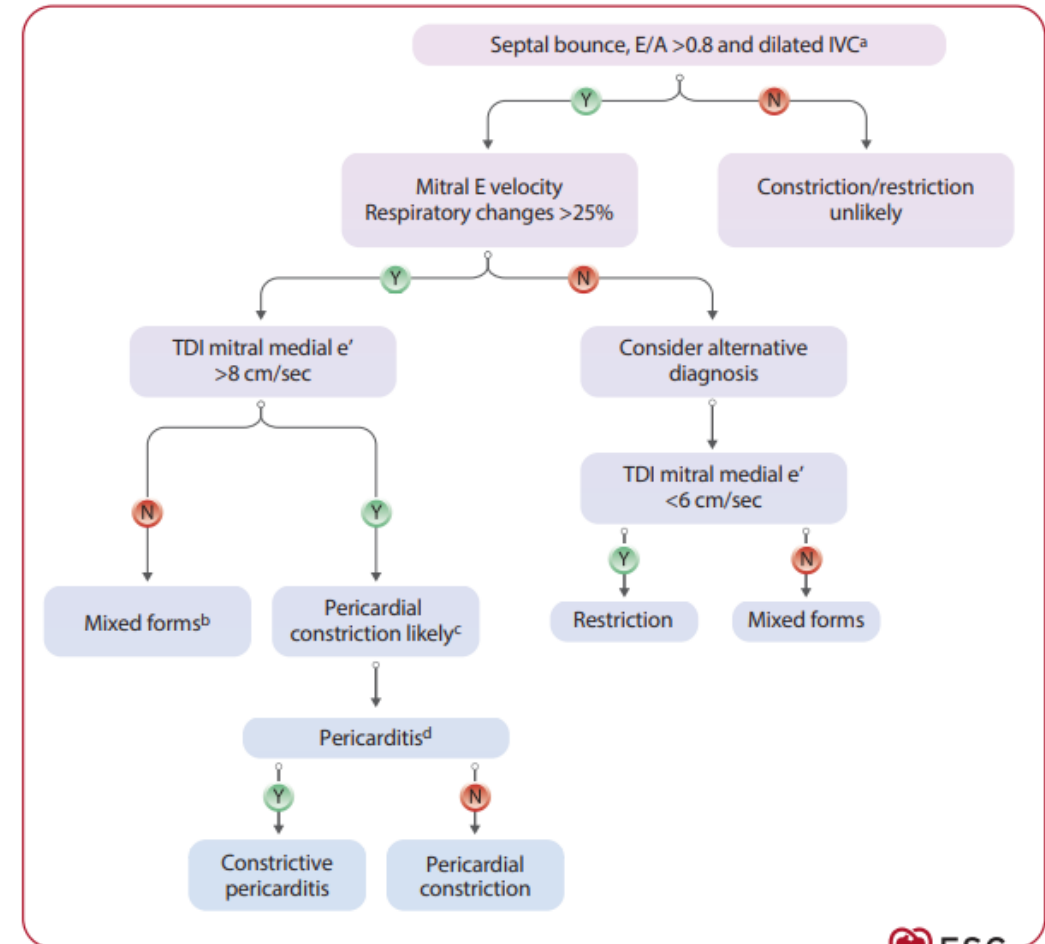 Septal bounce, E/A >0.8 and dilated IVCᵃ
Y
N
Mitral E velocity
Respiratory changes >25%
Constriction/restriction
unlikely
Y
N
TDI mitral medial e’
>8 cm/sec
Consider alternative
diagnosis
TDI mitral medial e’
<6 cm/sec
N
Y
Y
N
Mixed formsᵇ
Pericardial
constriction likelyᶜ
Restriction
Mixed forms
Pericarditisᵈ
Y
N
Constrictive
pericarditis
Pericardial
constriction